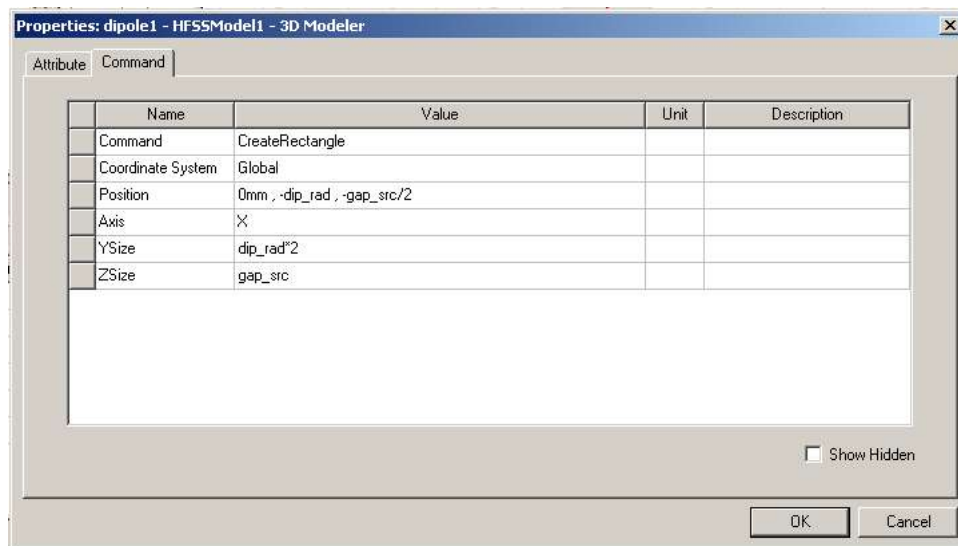 Properties: dipole1 - HFSSModel1 - 3D Modeler
Attribute Command
Name Value Unit Description
Command CreateRectangle
Coordinate System Global
Position 0mm , -dip_rad , -gap_src/2
Axis X
YSize dip_rad*2
ZSize gap_src
Show Hidden
OK Cancel